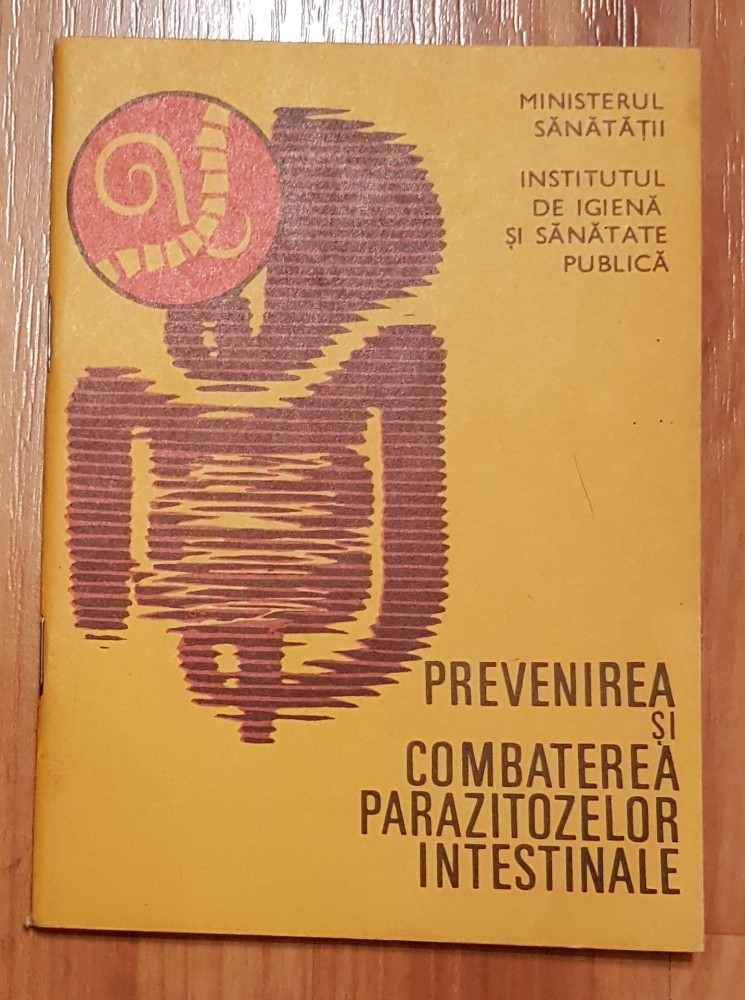 MINISTERUL
SĂNĂTĂȚII
INSTITUTUL
DE IGIENĂ
ȘI SĂNĂTATE
PUBLICĂ
PREVENIREA
ȘI
COMBATEREA
PARAZITOZELOR
INTESTINALE